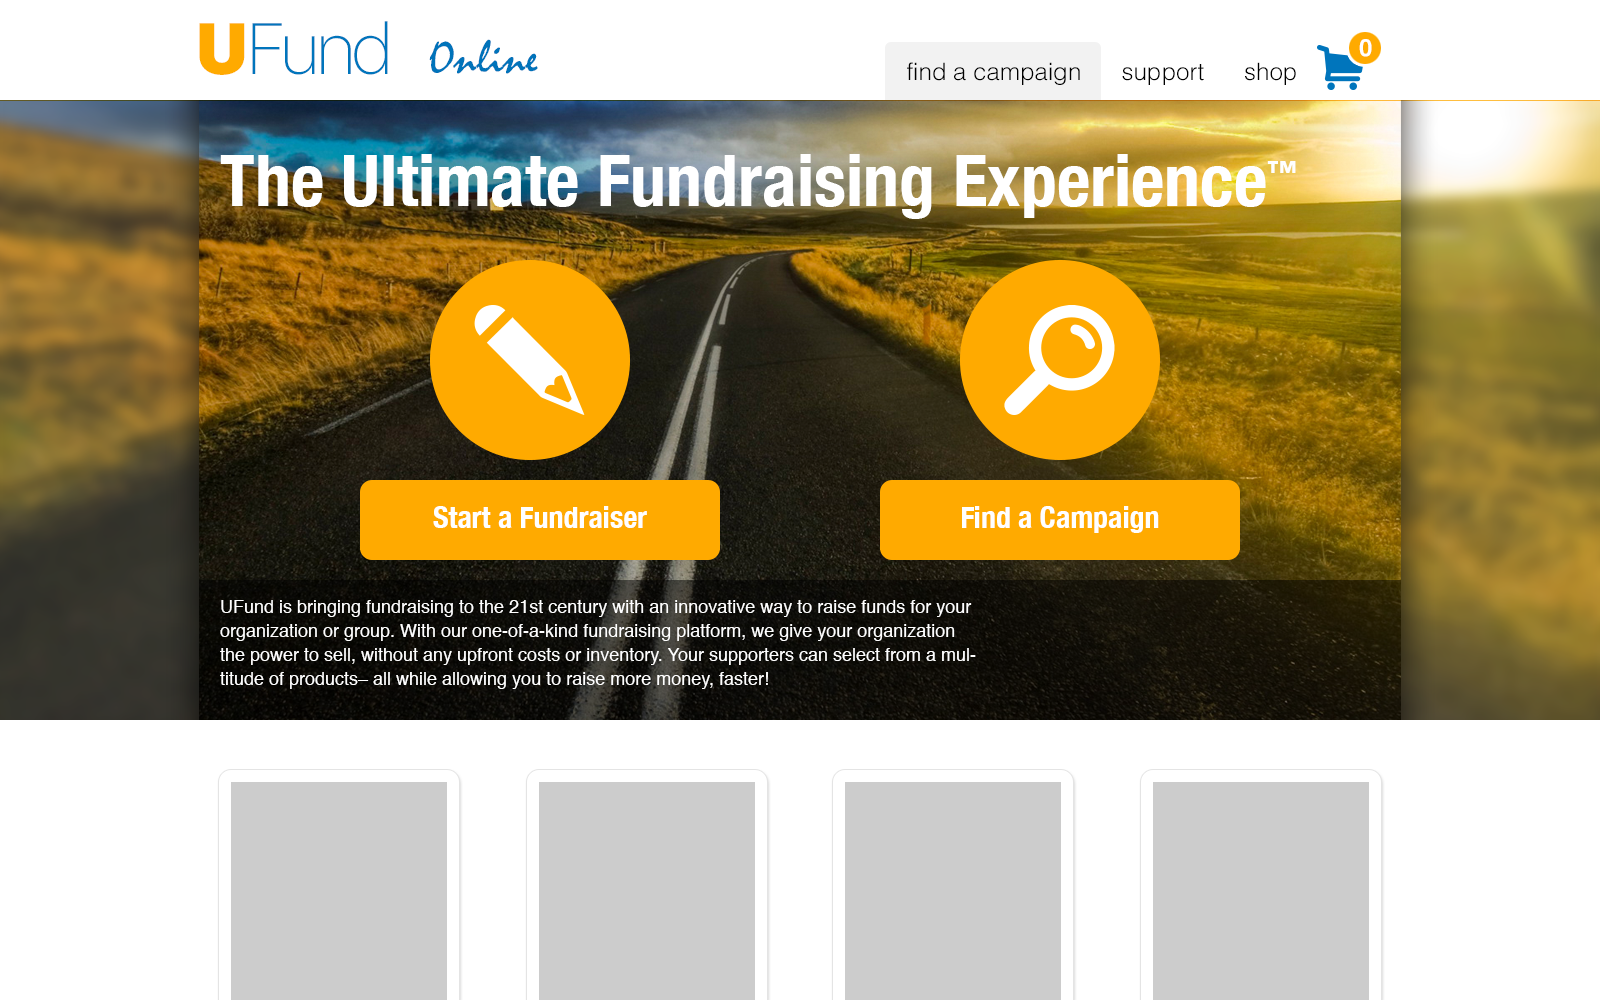 UFund Online
find a campaign support shop 0
The Ultimate Fundraising Experience™
Start a Fundraiser
Find a Campaign
UFund is bringing fundraising to the 21st century with an innovative way to raise funds for your
organization or group. With our one-of-a-kind fundraising platform, we give your organization
the power to sell, without any upfront costs or inventory. Your supporters can select from a mul-
titude of products– all while allowing you to raise more money, faster!